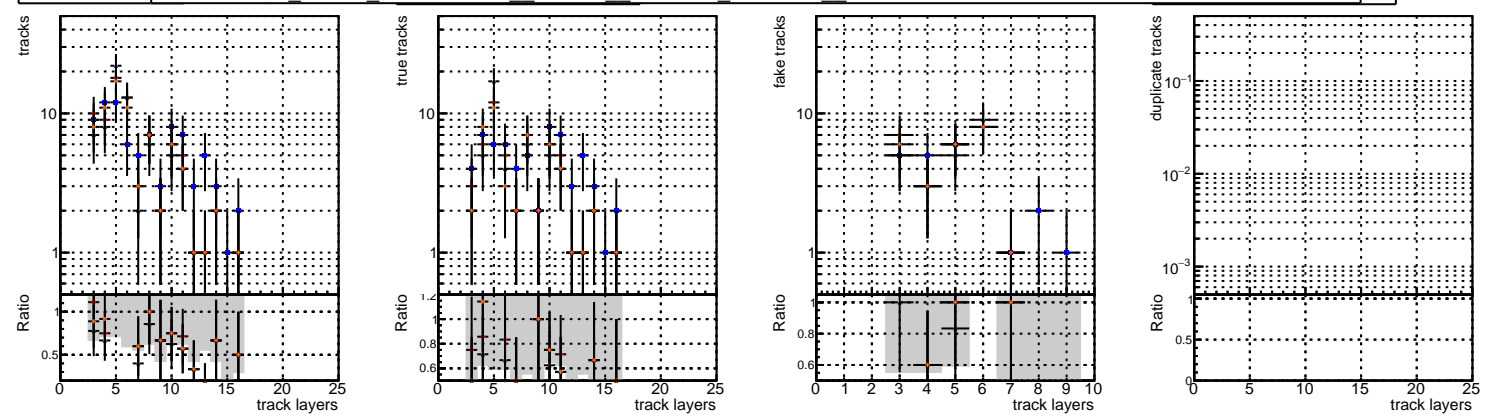 tracks
10
1
Ratio
1
0.5
0 5 10 15 20 25
track layers
true tracks
10
1
Ratio
1.2
1
0.8
0.6
0 5 10 15 20 25
track layers
fake tracks
10
1
Ratio
1
0.8
0.6
0 1 2 3 4 5 6 7 8 9 10
track layers
duplicate tracks
10⁻¹
10⁻²
10⁻³
Ratio
1
0.5
0
0 5 10 15 20 25
track layers